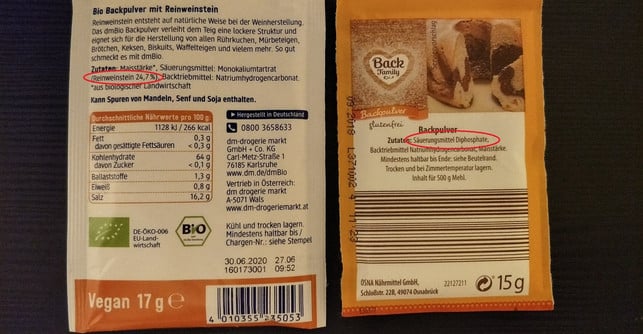 Bio Backpulver mit Reinweinstein
Reinweinstein entsteht auf natürliche Weise bei der Weinherstellung.
Das dmBio Backpulver verleiht dem Teig eine lockere Struktur und
eignet sich hervorragend für alle Rührkuchen, Mürbeteigen,
Brötchen, Keksen, Biskuits, Waffelteigen und vielem mehr. So gut
schmeckt es mit dmBio.
Zutaten: Maisstärke*, Säuerungsmittel: Monokaliumtartrat
(Reinweinstein 24,7%), Backtriebmittel: Natriumhydrogencarbonat.
*aus biologischer Landwirtschaft
Kann Spuren von Mandeln, Senf und Soja enthalten.
Durchschnittliche Nährwerte pro 100 g:
Energie 1128 kJ / 266 kcal
Fett 0,3 g
davon gesättigte Fettsäuren < 0,3 g
Kohlenhydrate 64 g
davon Zucker < 0,1 g
Ballaststoffe 1,3 g
Eiweiß 0,8 g
Salz 16,2 g
Hergestellt in Deutschland
0800 3658633
dm-drogerie markt
GmbH + Co. KG
Carl-Metz-Straße 1
76185 Karlsruhe
www.dm.de/dmBio
Vertrieb in Österreich:
dm drogerie markt
A-5071 Wals
www.dm-drogeriemarkt.at
DE-ÖKO-006
EU-Land-
wirtschaft
BIO
Kühl und trocken lagern.
Mindestens haltbar bis /
Chargen-Nr.: siehe Stempel
30.06.2020 27.06
160173001 09:52
Vegan 17 g e
4 010355 235053
Back
Family
Backpulver
glutenfrei
Backpulver
Zutaten: Säuerungsmittel Diphosphate,
Backtriebmittel Natriumhydrogencarbonat, Maisstärke.
Mindestens haltbar bis Ende: siehe Beutelrand.
Trocken und bei Zimmertemperatur lagern.
Inhalt für 500 g Mehl.
OSNA Nährmittel GmbH,
Schloßstr. 22B, 49074 Osnabrück
22127211
15 g